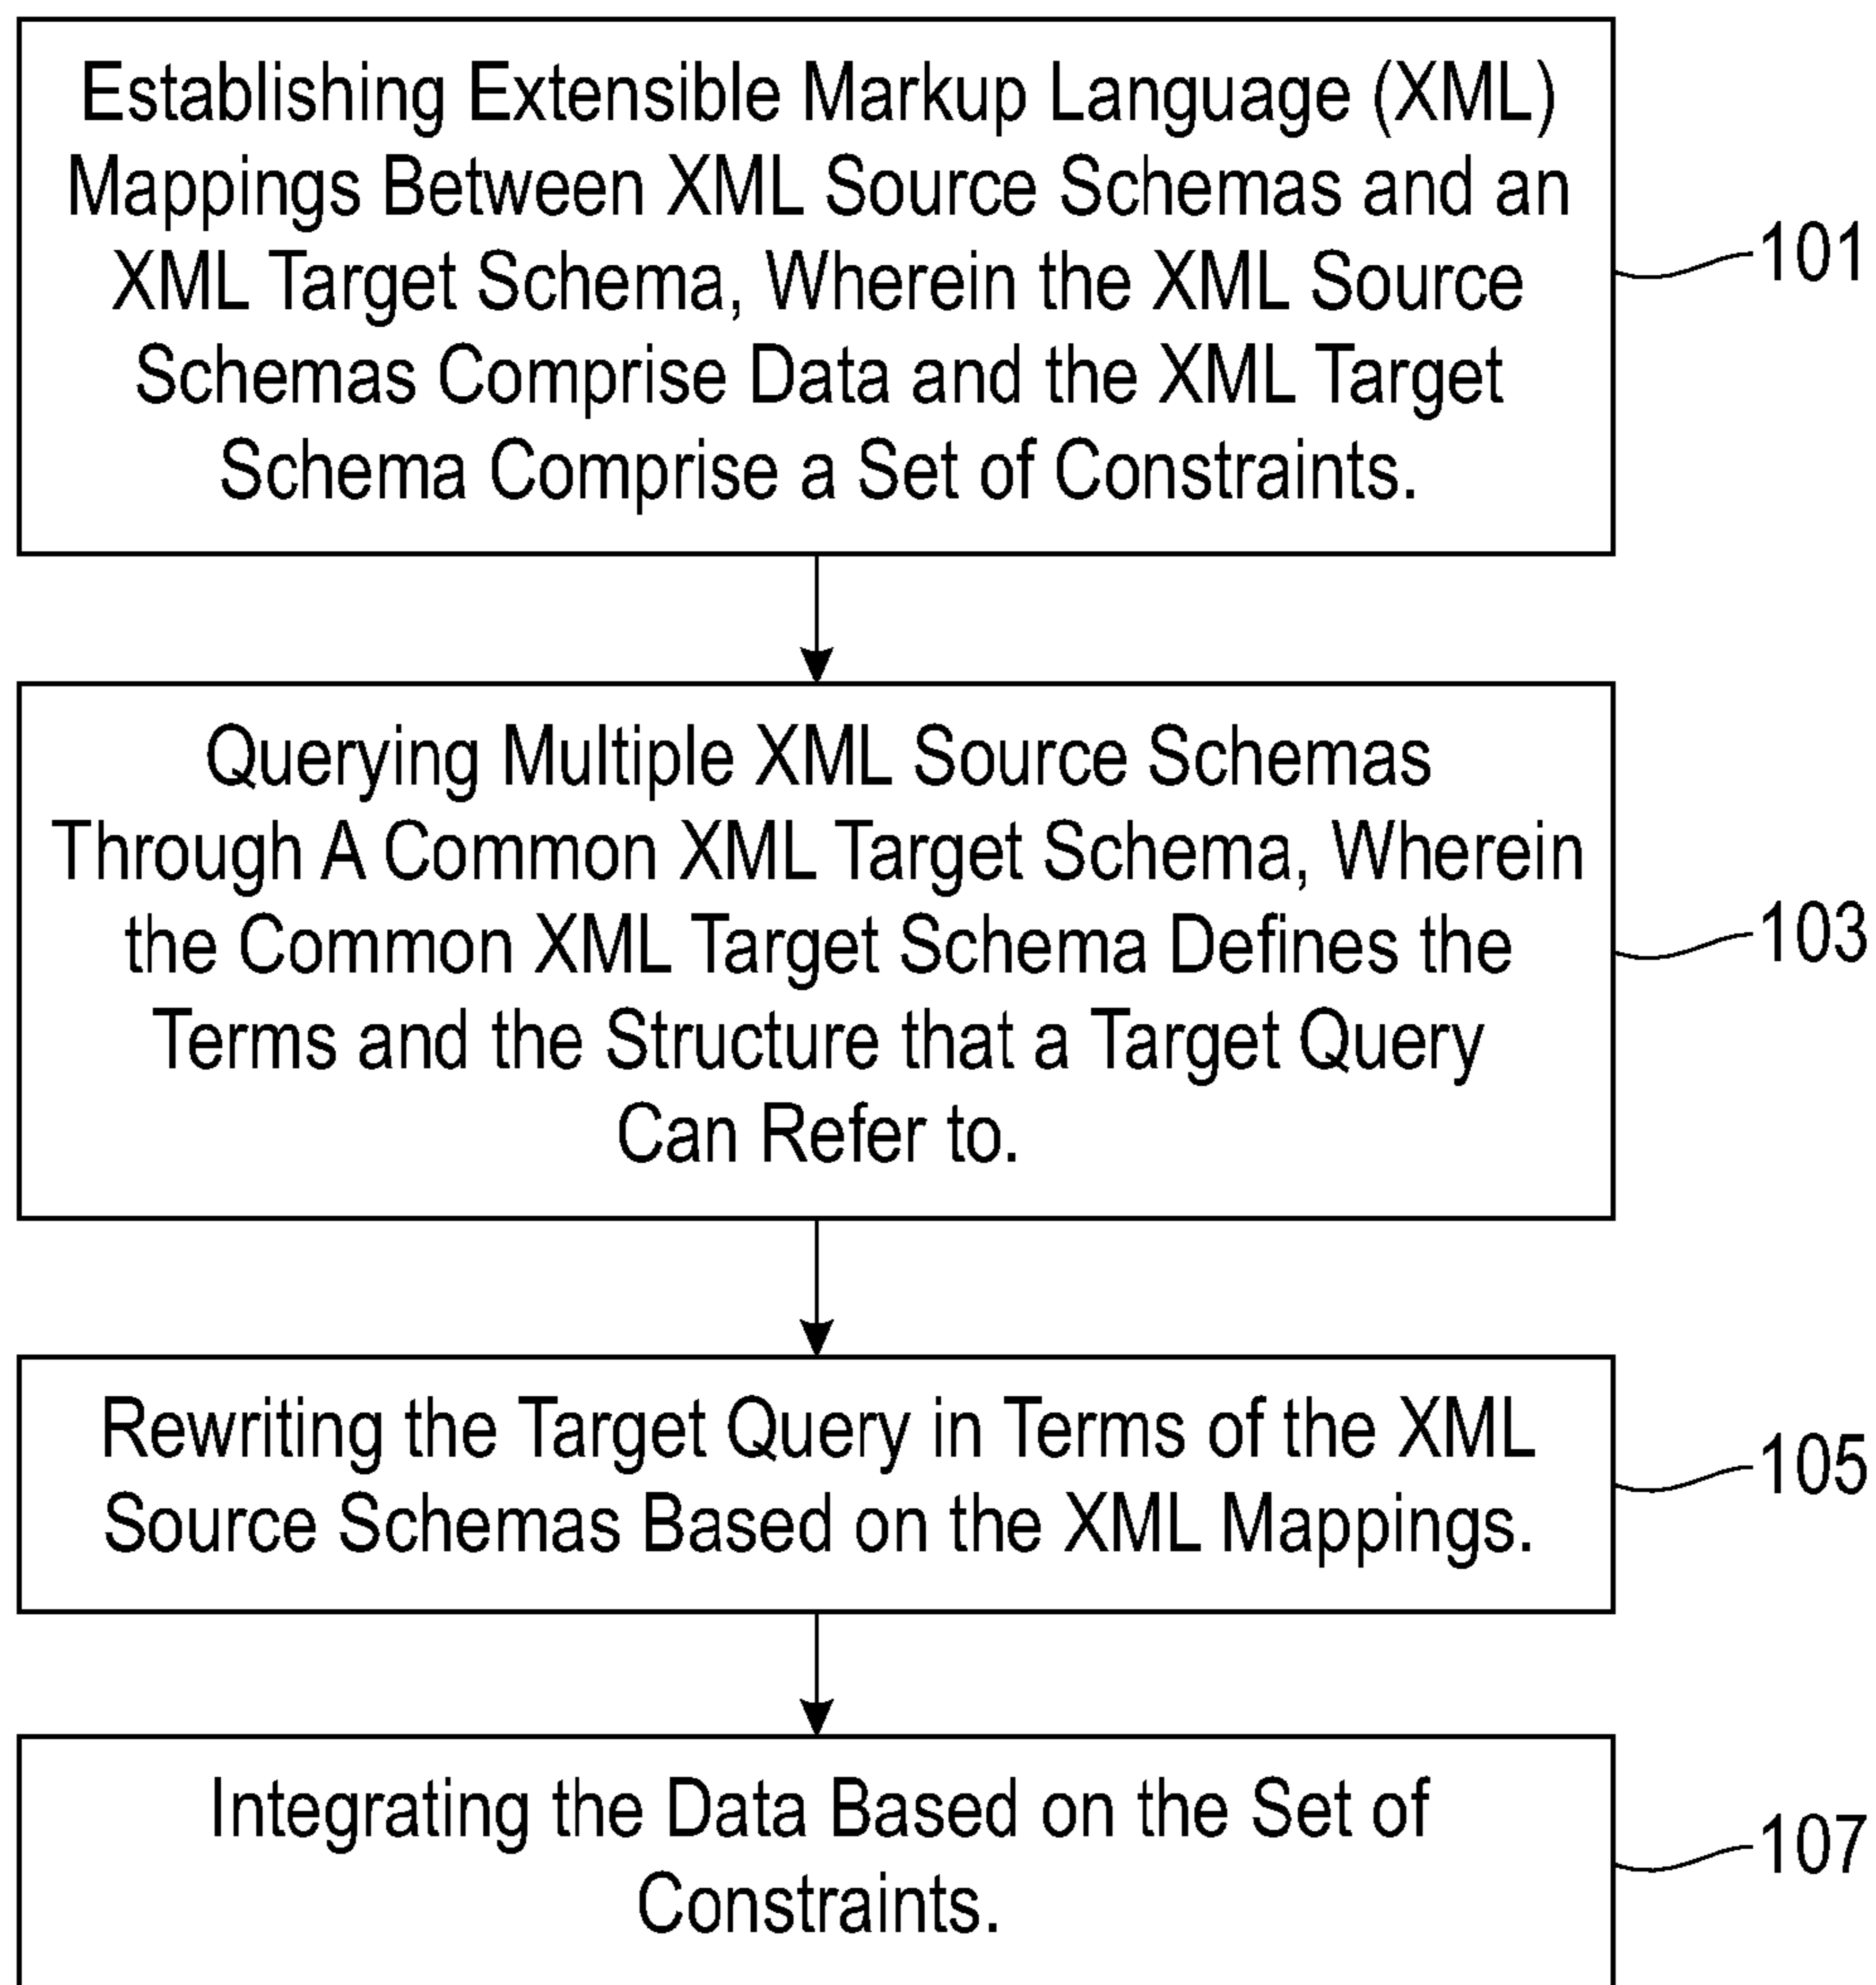 Establishing Extensible Markup Language (XML)
Mappings Between XML Source Schemas and an
XML Target Schema, Wherein the XML Source
Schemas Comprise Data and the XML Target
Schema Comprise a Set of Constraints.
101
Querying Multiple XML Source Schemas
Through A Common XML Target Schema, Wherein
the Common XML Target Schema Defines the
Terms and the Structure that a Target Query
Can Refer to.
103
Rewriting the Target Query in Terms of the XML
Source Schemas Based on the XML Mappings.
105
Integrating the Data Based on the Set of
Constraints.
107